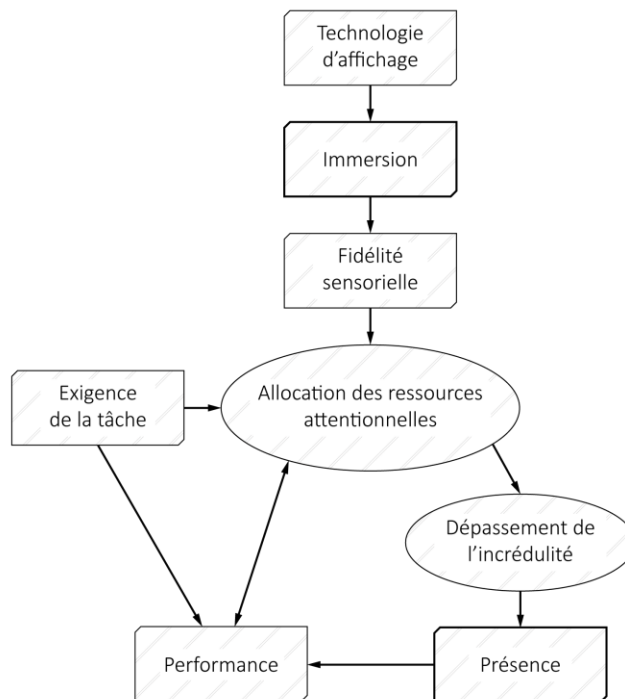 Technologie
d’affichage
Immersion
Fidélité
sensorielle
Exigence
de la tâche
Allocation des ressources
attentionnelles
Dépassement de
l’incrédulité
Performance
Présence